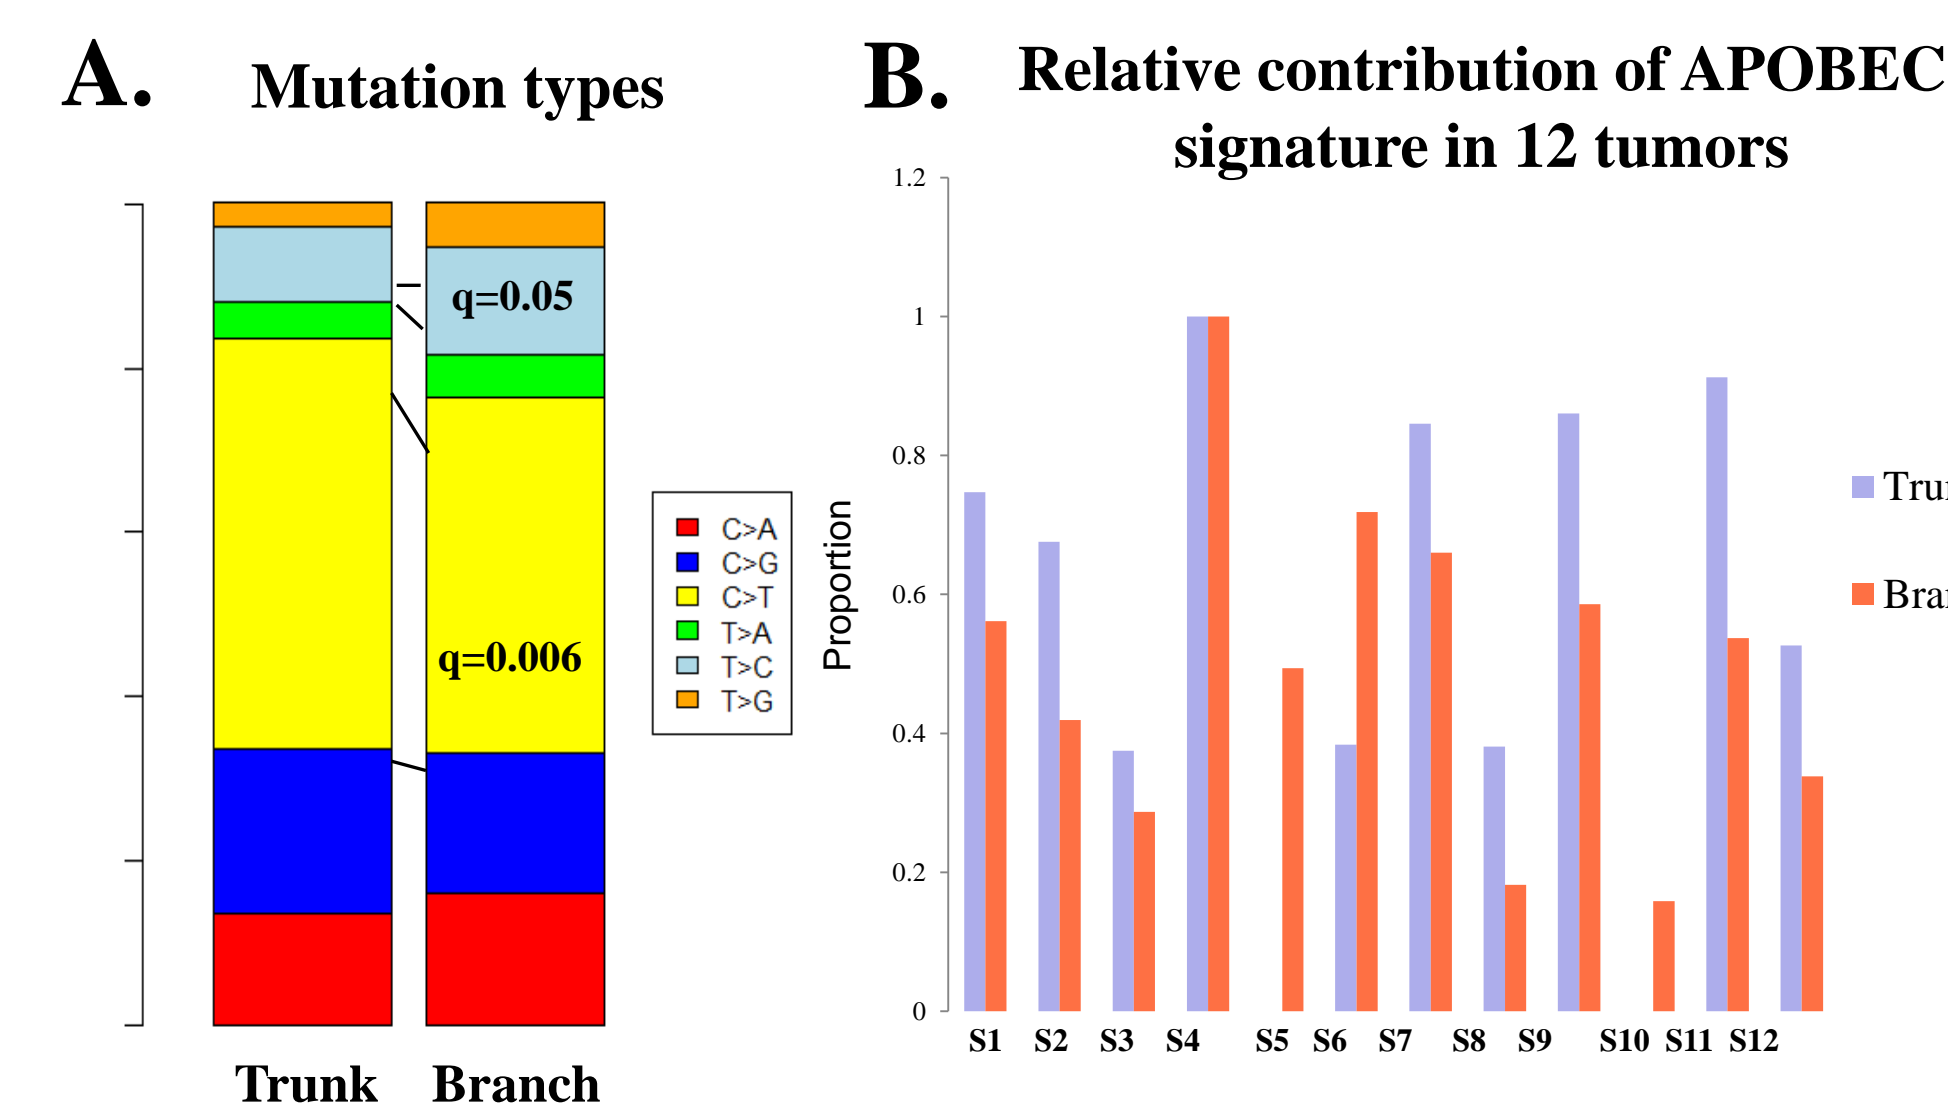 A.
Mutation types
q=0.05
q=0.006
Trunk Branch
C>A
C>G
C>T
T>A
T>C
T>G
B.
Relative contribution of APOBEC
signature in 12 tumors
Proportion
1.2
1
0.8
0.6
0.4
0.2
0
S1 S2 S3 S4 S5 S6 S7 S8 S9 S10 S11 S12